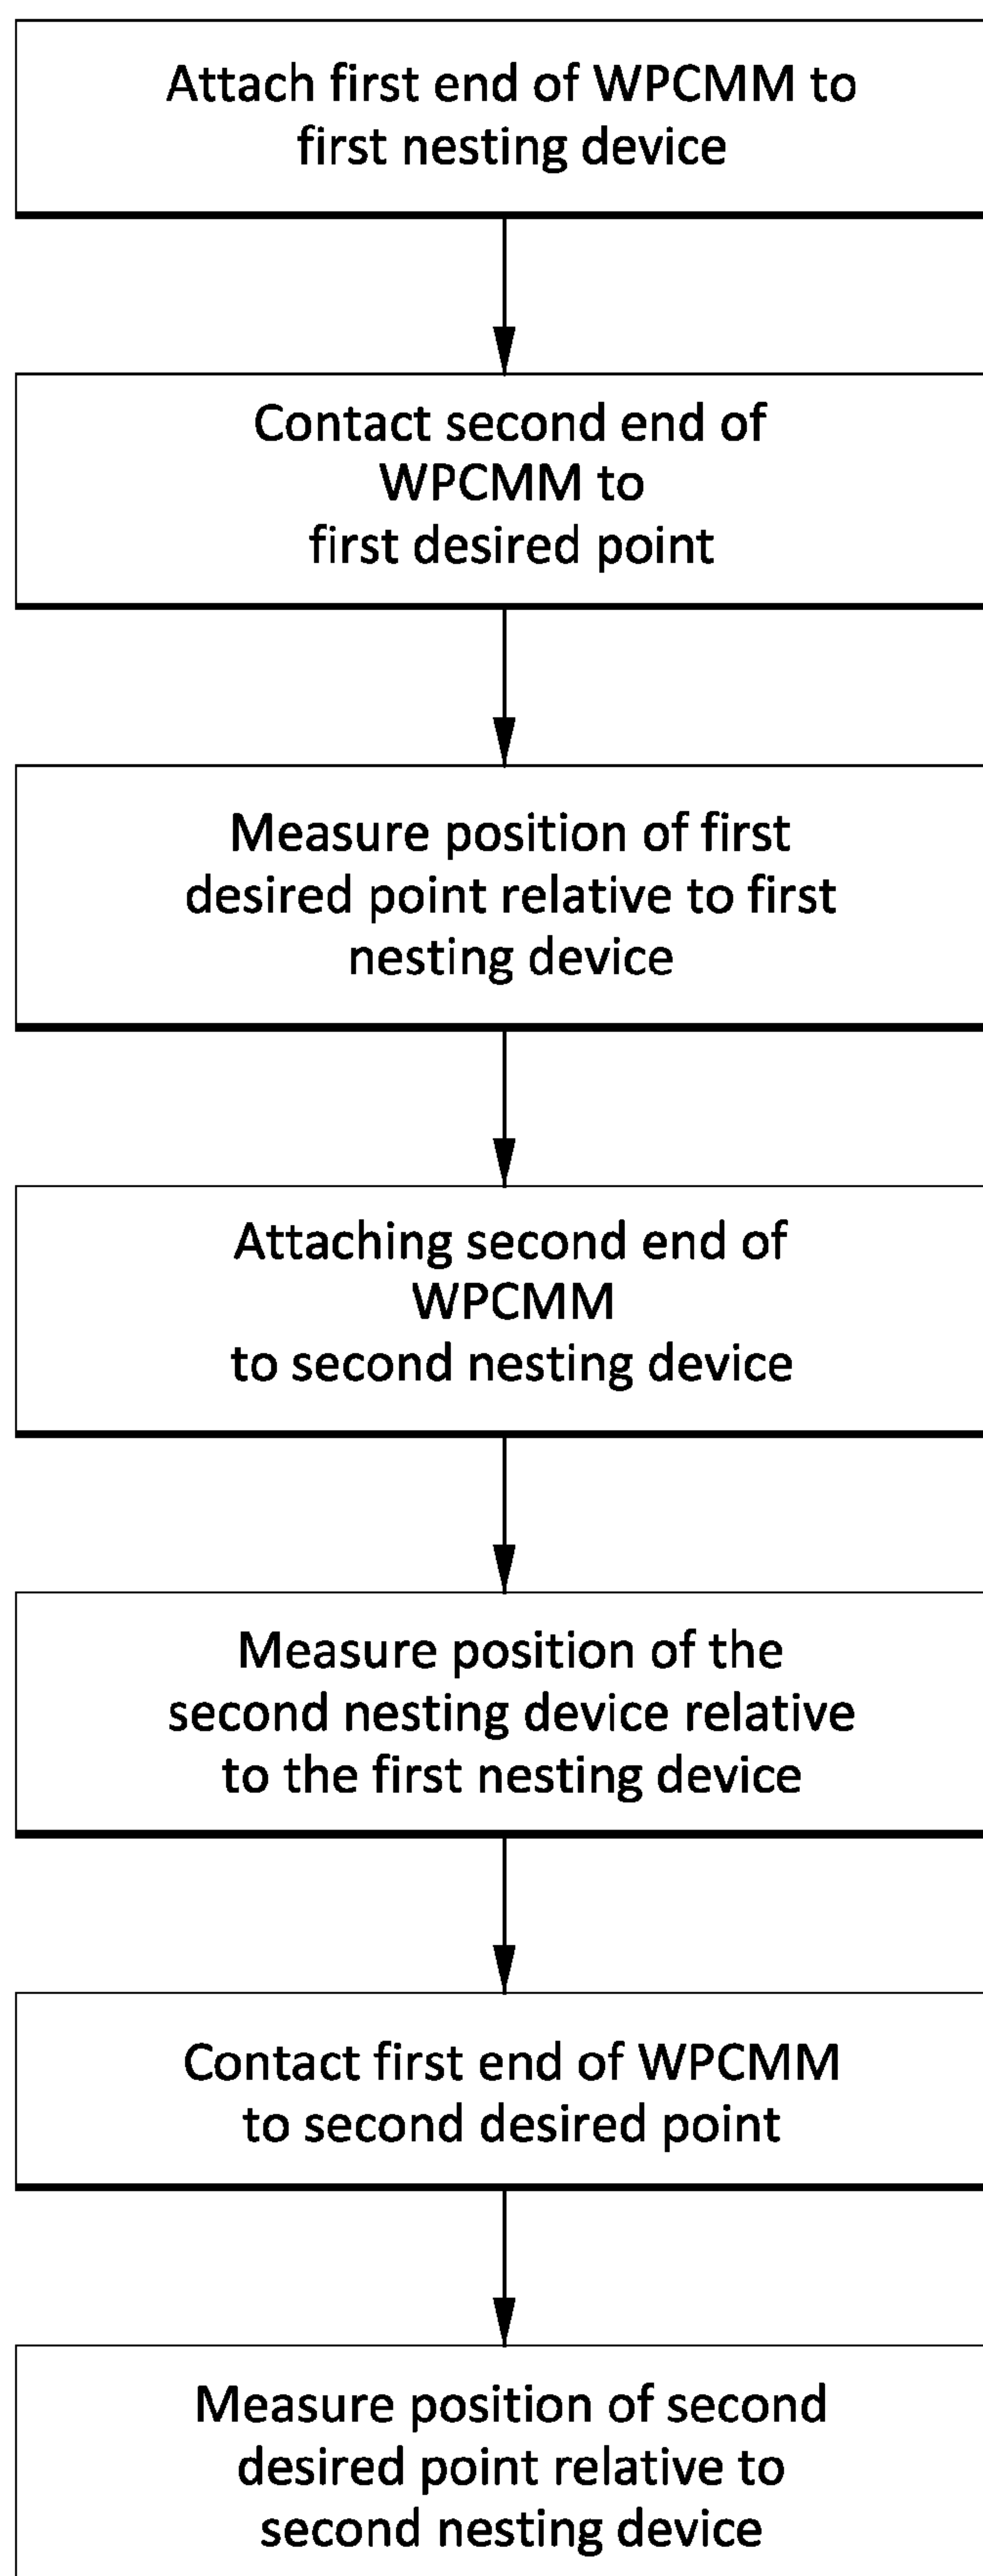 Attach first end of WPCMM to
first nesting device
Contact second end of
WPCMM to
first desired point
Measure position of first
desired point relative to first
nesting device
Attaching second end of
WPCMM
to second nesting device
Measure position of the
second nesting device relative
to the first nesting device
Contact first end of WPCMM
to second desired point
Measure position of second
desired point relative to
second nesting device